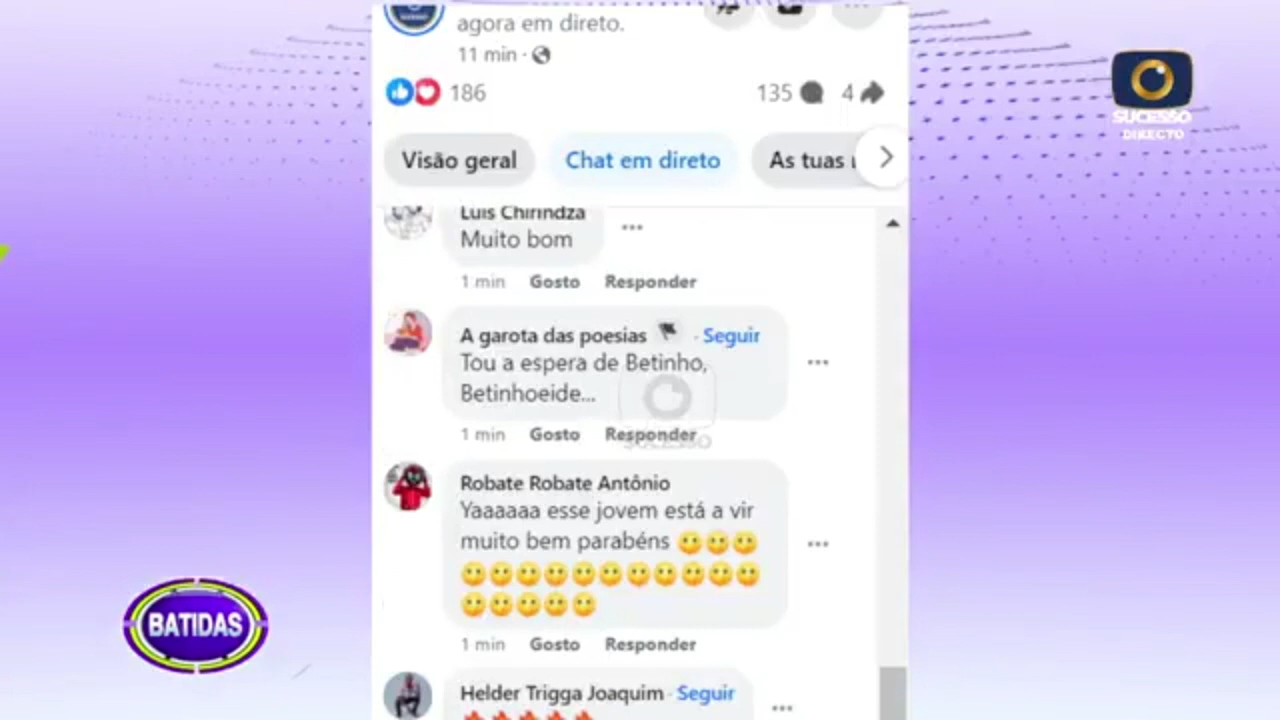 agora em direto.
11 min ·
186
135
4
SUCESSO
DIRECTO
Visão geral
Chat em direto
As tuas
Luis Chirindza
Muito bom
1 min Gosto Responder
A garota das poesias · Seguir
Tou a espera de Betinho,
Betinhoeide...
1 min Gosto Responder
SUCESSO
Robate Robate Antônio
Yaaaaaa esse jovem está a vir
muito bem parabéns 😶😶😶
😶😶😶😶😶😶😶😶😶😶😶
😶😶😶😶😶
1 min Gosto Responder
BATIDAS
Helder Trigga Joaquim · Seguir